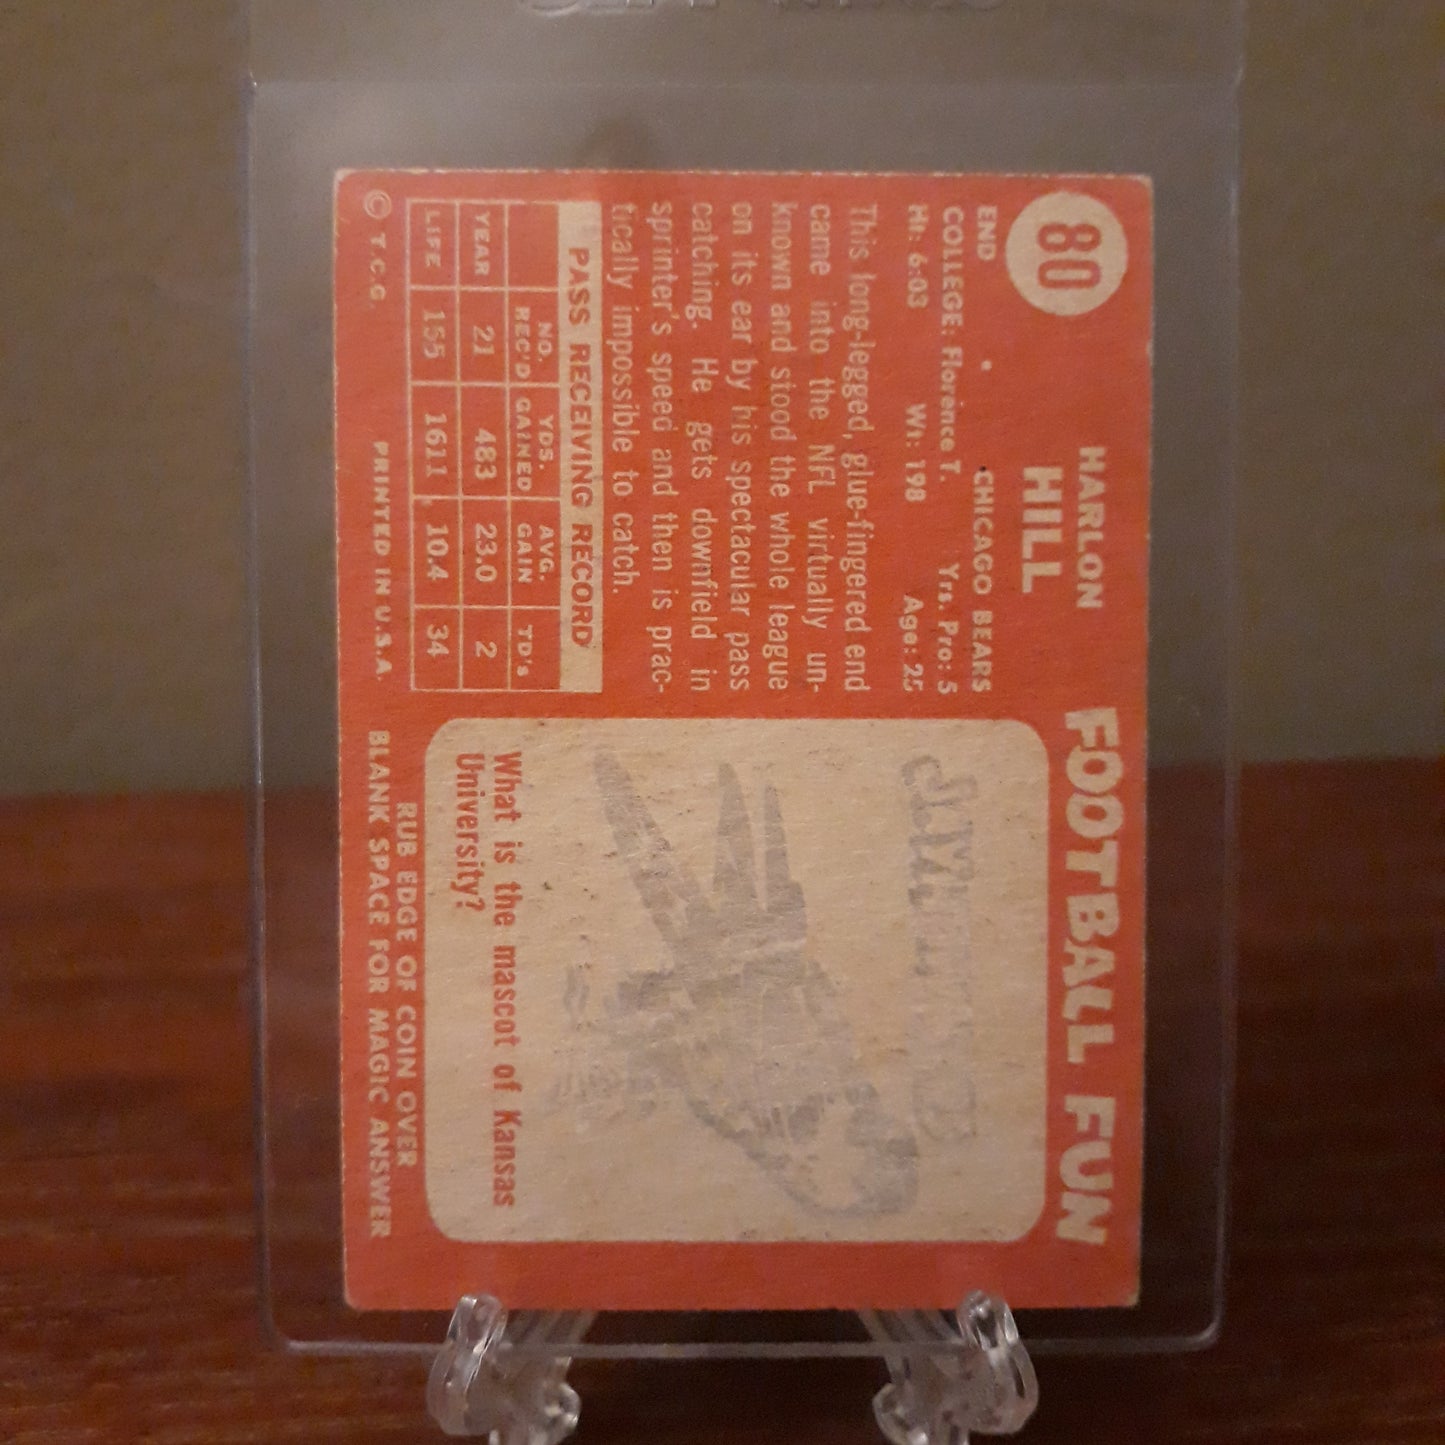 80
HARLON
HILL
END
CHICAGO BEARS
COLLEGE: Florence T. Yrs. Pro: 5
Ht: 6:03 Wt: 198 Age: 25
This long-legged, glue-fingered end
came into the NFL virtually un-
known and stood the whole league
on its ear by his spectacular pass
catching. He gets downfield in
sprinter's speed and then is prac-
tically impossible to catch.
PASS RECEIVING RECORD
NO. REC'D YDS. GAINED AVG. GAIN TD's
YEAR 21 483 23.0 2
LIFE 155 1611 10.4 34
© T.C.G. PRINTED IN U.S.A.
FOOTBALL FUN
What is the mascot of Kansas
University?
RUB EDGE OF COIN OVER
BLANK SPACE FOR MAGIC ANSWER